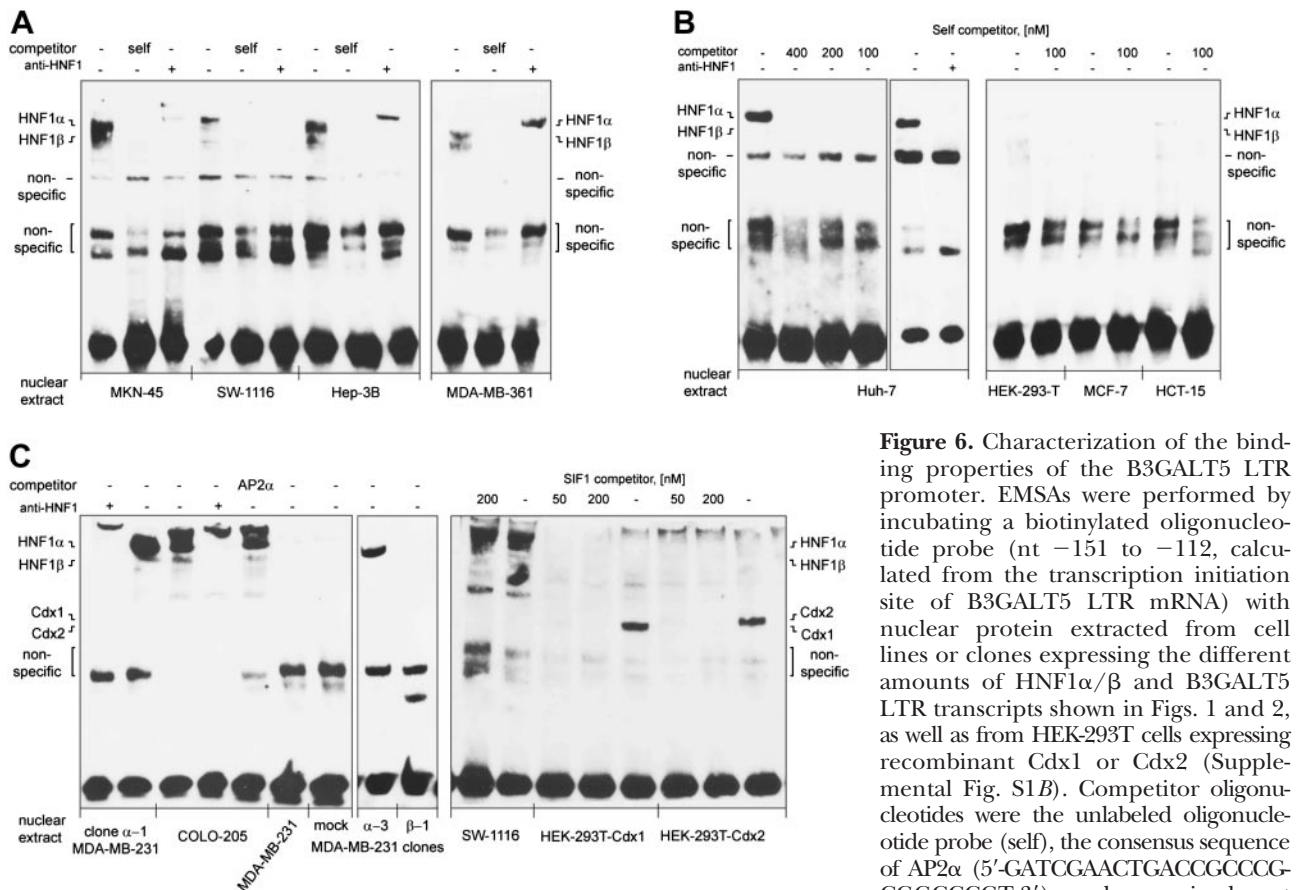 A
competitor - self - - self - - self - - self -
anti-HNF1 - - + - - + - - + - - +
HNF1α
HNF1β
non-specific
non-specific
HNF1α
HNF1β
non-specific
non-specific
nuclear extract
MKN-45 SW-1116 Hep-3B MDA-MB-361
B
Self competitor, [nM]
competitor - 400 200 100 - - - 100 - 100 - 100
anti-HNF1 - - - - - + - - - - - -
HNF1α
HNF1β
non-specific
non-specific
HNF1α
HNF1β
non-specific
non-specific
nuclear extract
Huh-7 HEK-293-T MCF-7 HCT-15
C
competitor - - - - AP2α - - - -
anti-HNF1 + - - + - - - - -
SIF1 competitor, [nM]
200 - 50 200 - 50 200 -
HNF1α
HNF1β
Cdx1
Cdx2
non-specific
HNF1α
HNF1β
Cdx2
Cdx1
non-specific
nuclear extract
clone α-1 MDA-MB-231
COLO-205
MDA-MB-231
mock MDA-MB-231
α-3 β-1 clones
SW-1116 HEK-293T-Cdx1 HEK-293T-Cdx2
Figure 6. Characterization of the bind-
ing properties of the B3GALT5 LTR
promoter. EMSAs were performed by
incubating a biotinylated oligonucleo-
tide probe (nt −151 to −112, calcu-
lated from the transcription initiation
site of B3GALT5 LTR mRNA) with
nuclear protein extracted from cell
lines or clones expressing the different
amounts of HNF1α/β and B3GALT5
LTR transcripts shown in Figs. 1 and 2,
as well as from HEK-293T cells expressing
recombinant Cdx1 or Cdx2 (Supple-
mental Fig. S1B). Competitor oligonu-
cleotides were the unlabeled oligonucle-
otide probe (self), the consensus sequence
of AP2α (5′-GATCGAACTGACCGCCCG-